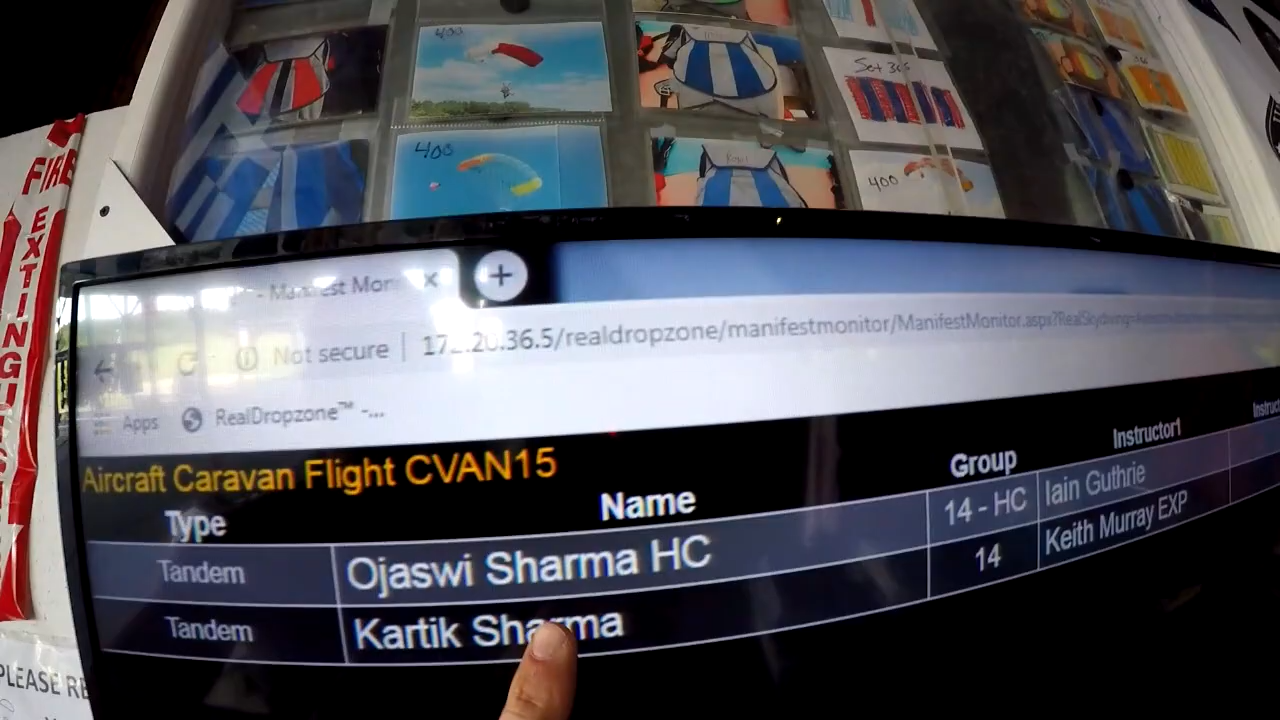 400
400
Set 36
400
FIRE EXTINGUIS
- Manifest Mon
Not secure | 172.20.36.5/realdropzone/manifestmonitor/ManifestMonitor.aspx?RealSkydiving
Apps RealDropzone™ -...
Aircraft Caravan Flight CVAN15
Type Name Group Instructor1 Instruct
Tandem Ojaswi Sharma HC 14 - HC Iain Guthrie
Tandem Kartik Sharma 14 Keith Murray EXP
PLEASE RE